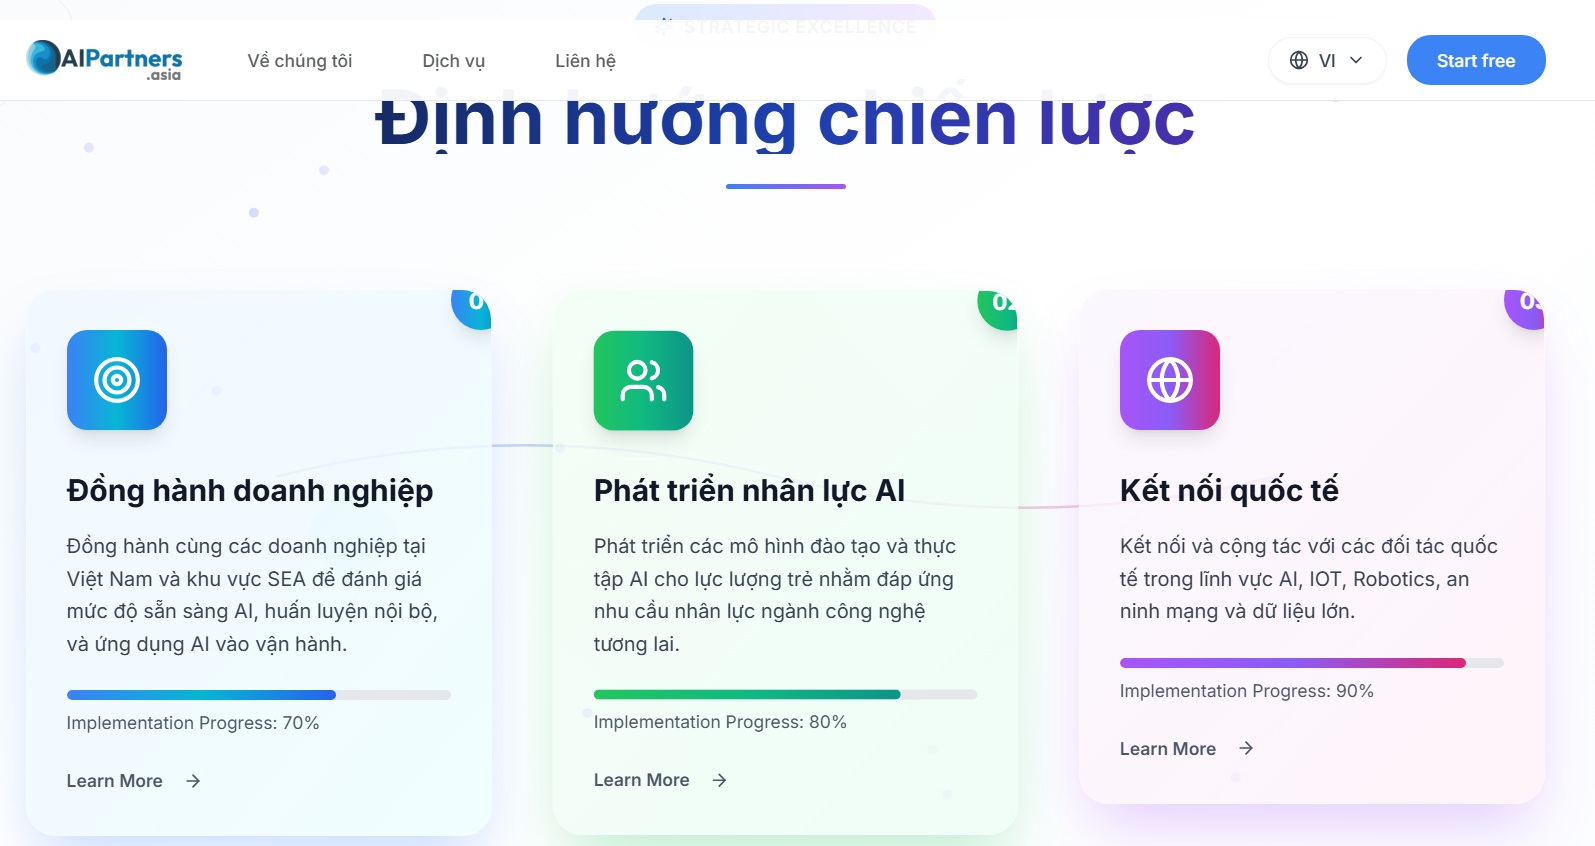 STRATEGIC EXCELLENCE
AIPartners
.asia
Về chúng tôi
Dịch vụ
Liên hệ
VI
Start free
Định hướng chiến lược
Đồng hành doanh nghiệp
Đồng hành cùng các doanh nghiệp tại
Việt Nam và khu vực SEA để đánh giá
mức độ sẵn sàng AI, huấn luyện nội bộ,
và ứng dụng AI vào vận hành.
Implementation Progress: 70%
Learn More
02
Phát triển nhân lực AI
Phát triển các mô hình đào tạo và thực
tập AI cho lực lượng trẻ nhằm đáp ứng
nhu cầu nhân lực ngành công nghệ
tương lai.
Implementation Progress: 80%
Learn More
03
Kết nối quốc tế
Kết nối và cộng tác với các đối tác quốc
tế trong lĩnh vực AI, IOT, Robotics, an
ninh mạng và dữ liệu lớn.
Implementation Progress: 90%
Learn More